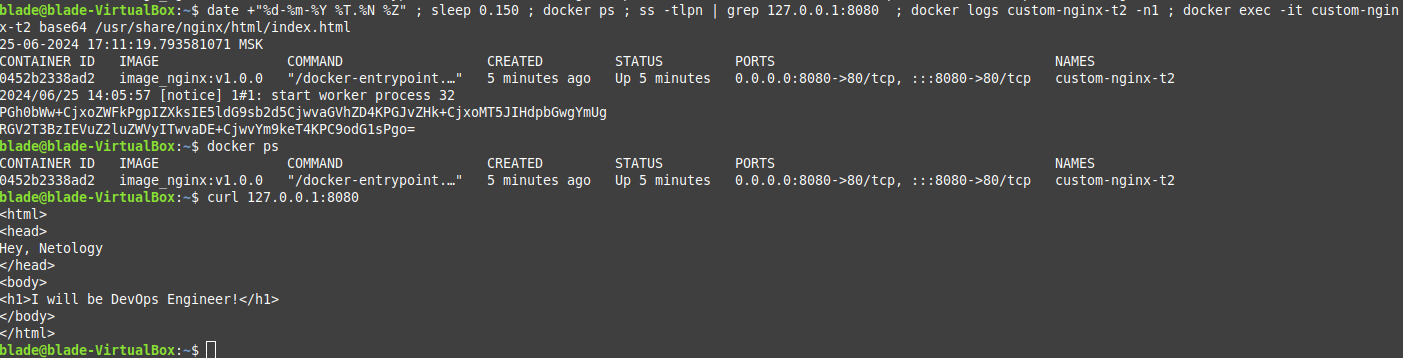 blade@blade-VirtualBox:~$ date +"%d-%m-%Y %T.%N %Z" ; sleep 0.150 ; docker ps ; ss -tlpn | grep 127.0.0.1:8080  ; docker logs custom-nginx-t2 -n1 ; docker exec -it custom-ngin
x-t2 base64 /usr/share/nginx/html/index.html
25-06-2024 17:11:19.793581071 MSK
CONTAINER ID   IMAGE                COMMAND                  CREATED         STATUS         PORTS                                   NAMES
0452b2338ad2   image_nginx:v1.0.0   "/docker-entrypoint.…"   5 minutes ago   Up 5 minutes   0.0.0.0:8080->80/tcp, :::8080->80/tcp   custom-nginx-t2
2024/06/25 14:05:57 [notice] 1#1: start worker process 32
PGh0bWw+CjxoZWFkPgpIZXksIE5ldG9sb2d5CjwvaGVhZD4KPGJvZHk+CjxoMT5JIHdpbGwgYmUg
RGV2T3BzIEVuZ2luZWVyITwvaDE+CjwvYm9keT4KPC9odG1sPgo=
blade@blade-VirtualBox:~$ docker ps
CONTAINER ID   IMAGE                COMMAND                  CREATED         STATUS         PORTS                                   NAMES
0452b2338ad2   image_nginx:v1.0.0   "/docker-entrypoint.…"   5 minutes ago   Up 5 minutes   0.0.0.0:8080->80/tcp, :::8080->80/tcp   custom-nginx-t2
blade@blade-VirtualBox:~$ curl 127.0.0.1:8080
<html>
<head>
Hey, Netology
</head>
<body>
<h1>I will be DevOps Engineer!</h1>
</body>
</html>
blade@blade-VirtualBox:~$